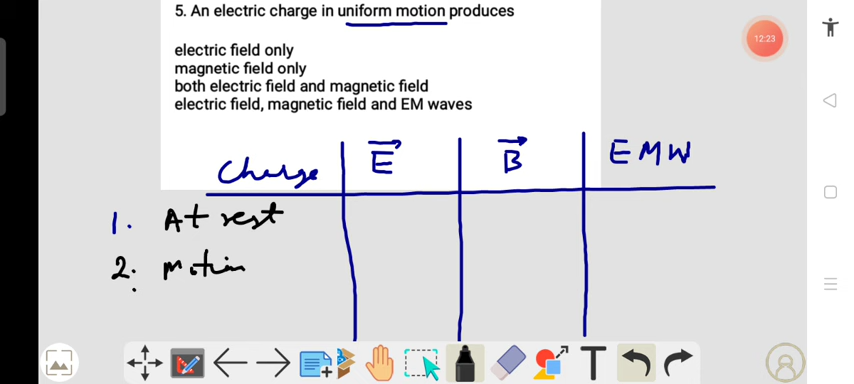 5. An electric charge in uniform motion produces
12:23
electric field only
magnetic field only
both electric field and magnetic field
electric field, magnetic field and EM waves
Charge E B EMW
1. At rest
2. Motion
T